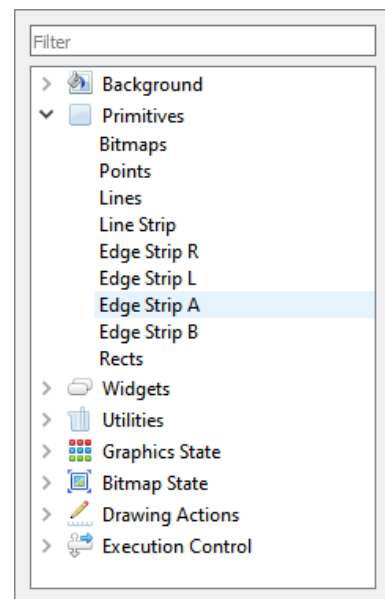 Filter
Background
Primitives
Bitmaps
Points
Lines
Line Strip
Edge Strip R
Edge Strip L
Edge Strip A
Edge Strip B
Rects
Widgets
Utilities
Graphics State
Bitmap State
Drawing Actions
Execution Control